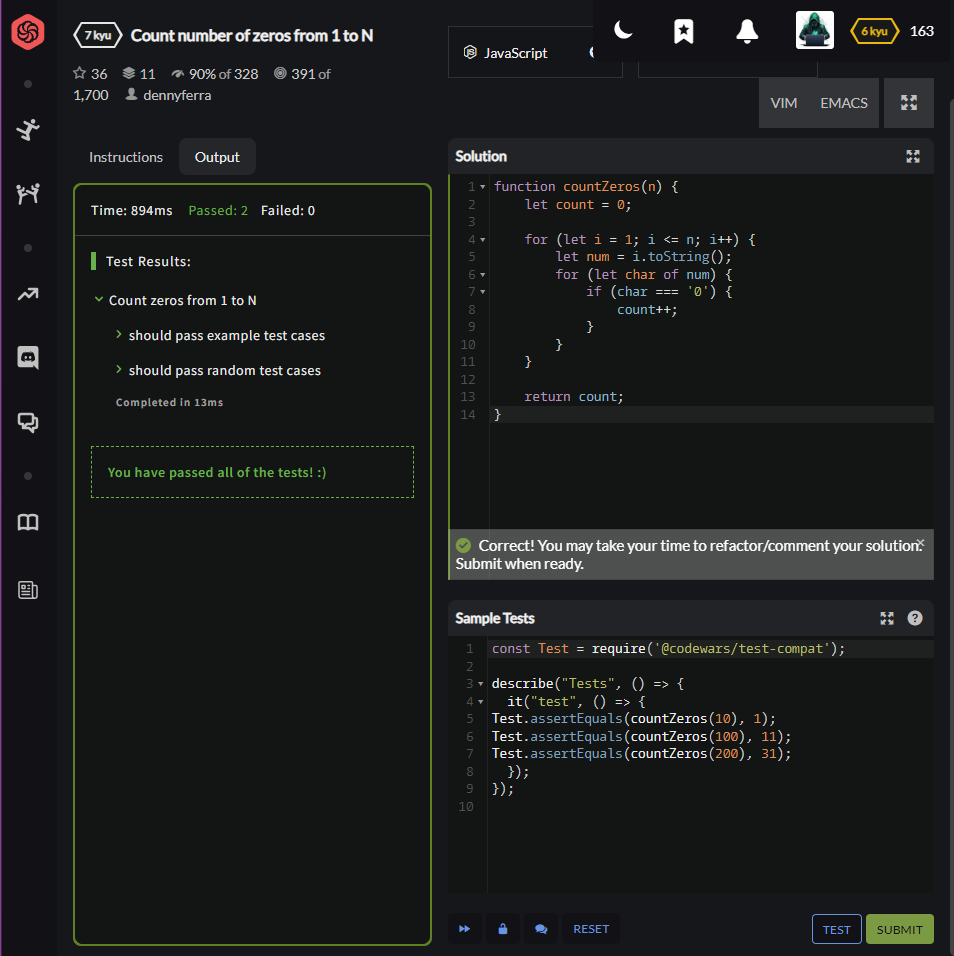 7 kyu Count number of zeros from 1 to N
36 11 90% of 328 391 of
1,700 dennyferra
JavaScript
6 kyu 163
VIM EMACS
Instructions Output
Time: 894ms Passed: 2 Failed: 0
Test Results:
Count zeros from 1 to N
should pass example test cases
should pass random test cases
Completed in 13ms
You have passed all of the tests! :)
Solution
1 function countZeros(n) {
2     let count = 0;
3
4     for (let i = 1; i <= n; i++) {
5         let num = i.toString();
6         for (let char of num) {
7             if (char === '0') {
8                 count++;
9             }
10         }
11     }
12
13     return count;
14 }
Correct! You may take your time to refactor/comment your solution.
Submit when ready.
Sample Tests
1 const Test = require('@codewars/test-compat');
2
3 describe("Tests", () => {
4   it("test", () => {
5 Test.assertEquals(countZeros(10), 1);
6 Test.assertEquals(countZeros(100), 11);
7 Test.assertEquals(countZeros(200), 31);
8   });
9 });
10
RESET TEST SUBMIT